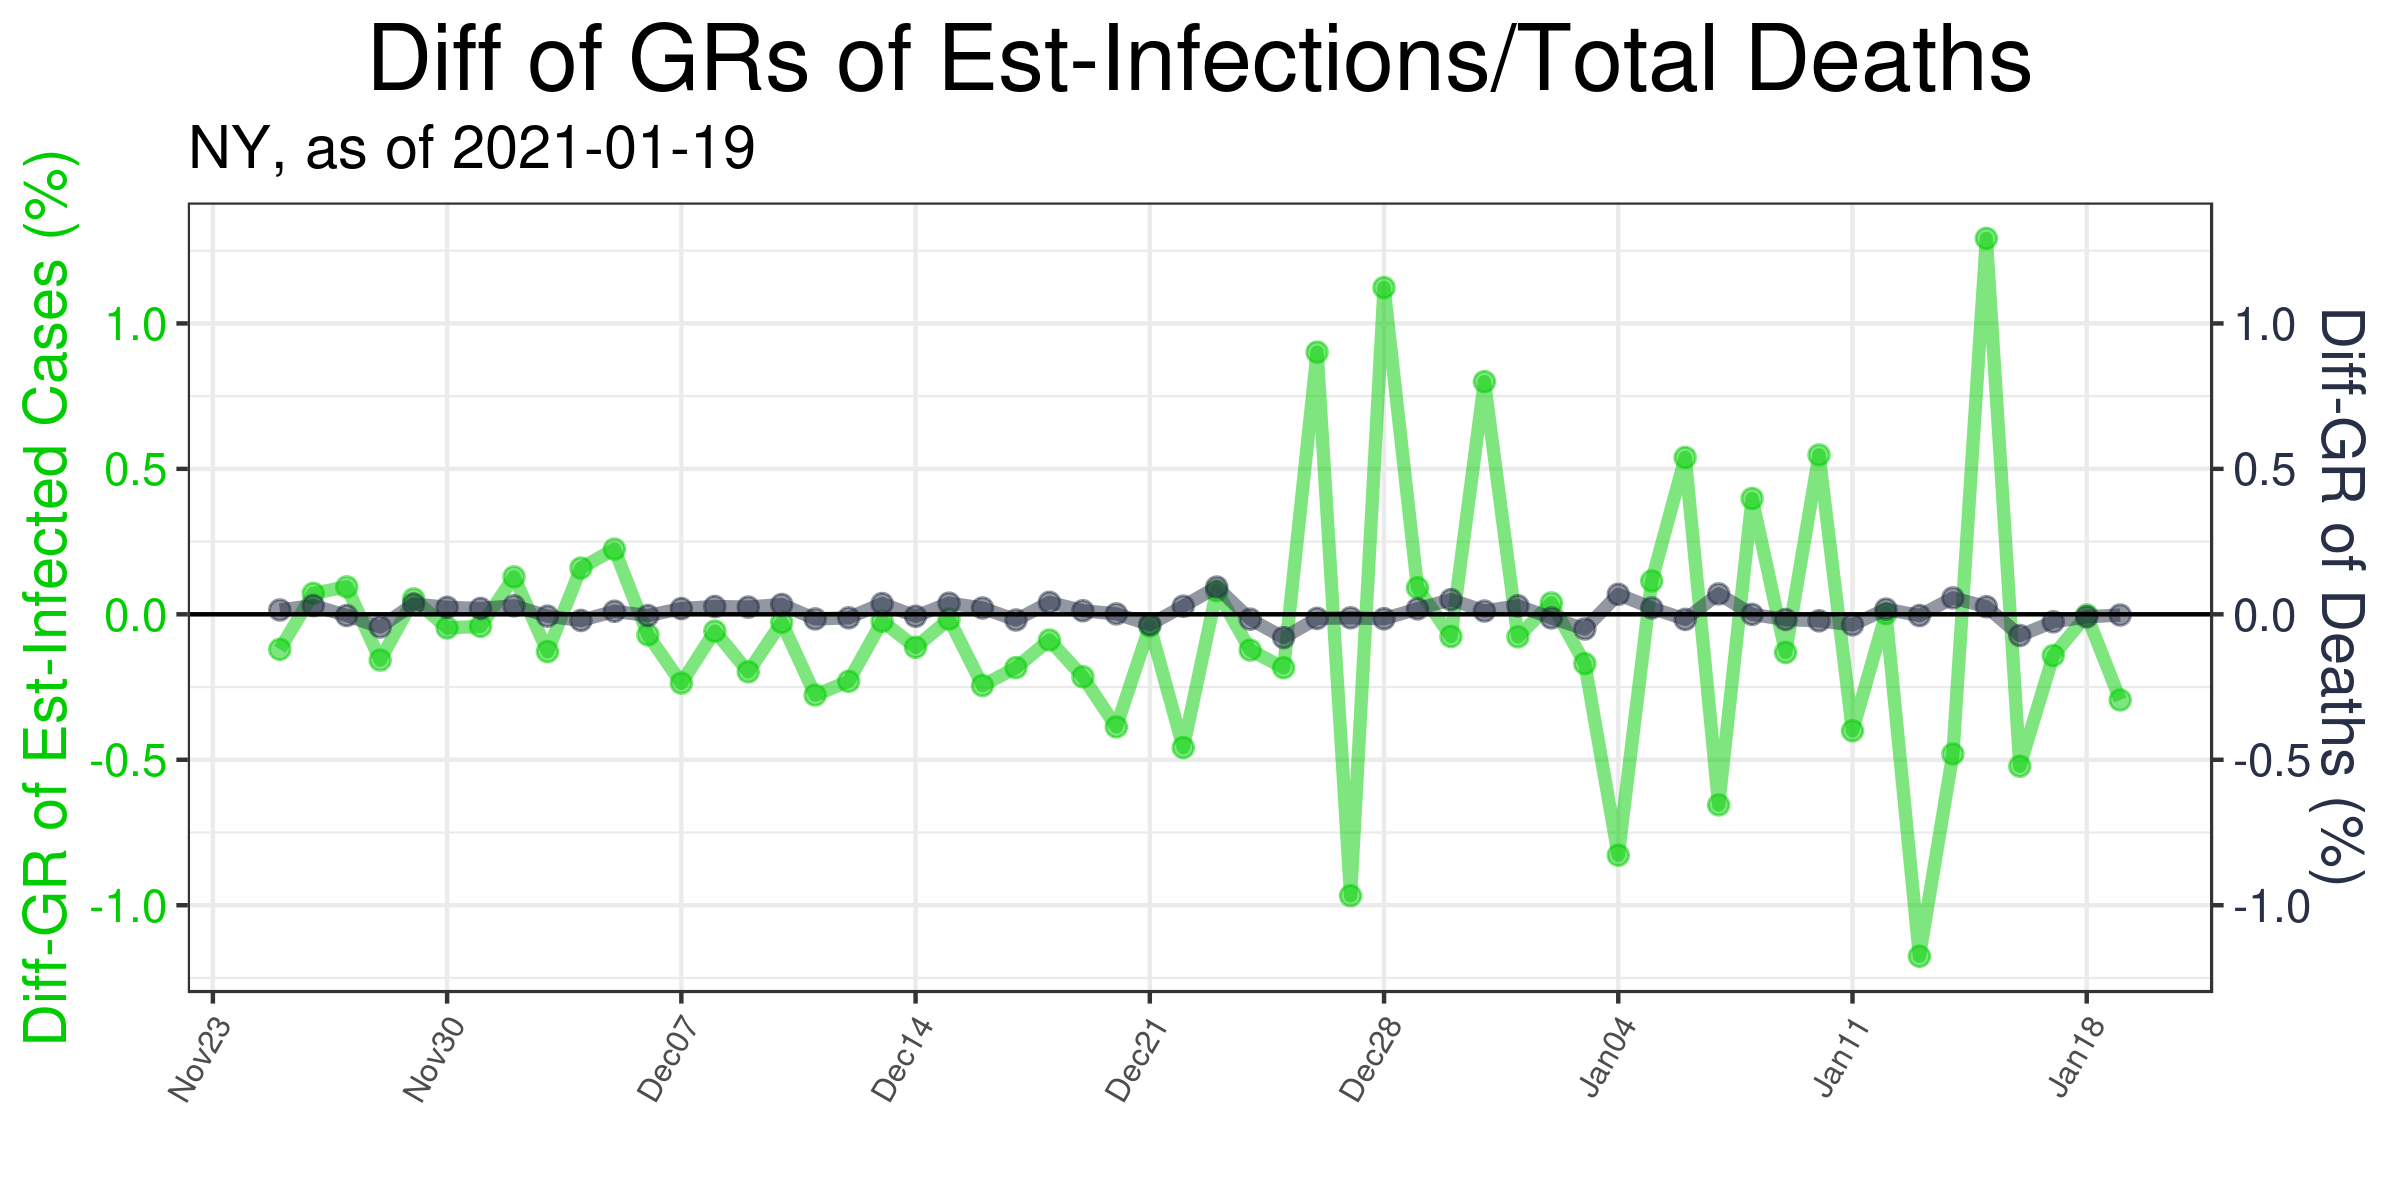 Diff of GRs of Est-Infections/Total Deaths
NY, as of 2021-01-19
Diff-GR of Est-Infected Cases (%)
1.0
0.5
0.0
-0.5
-1.0
1.0
0.5
0.0
-0.5
-1.0
Diff-GR of Deaths (%)
Nov23
Nov30
Dec07
Dec14
Dec21
Dec28
Jan04
Jan11
Jan18